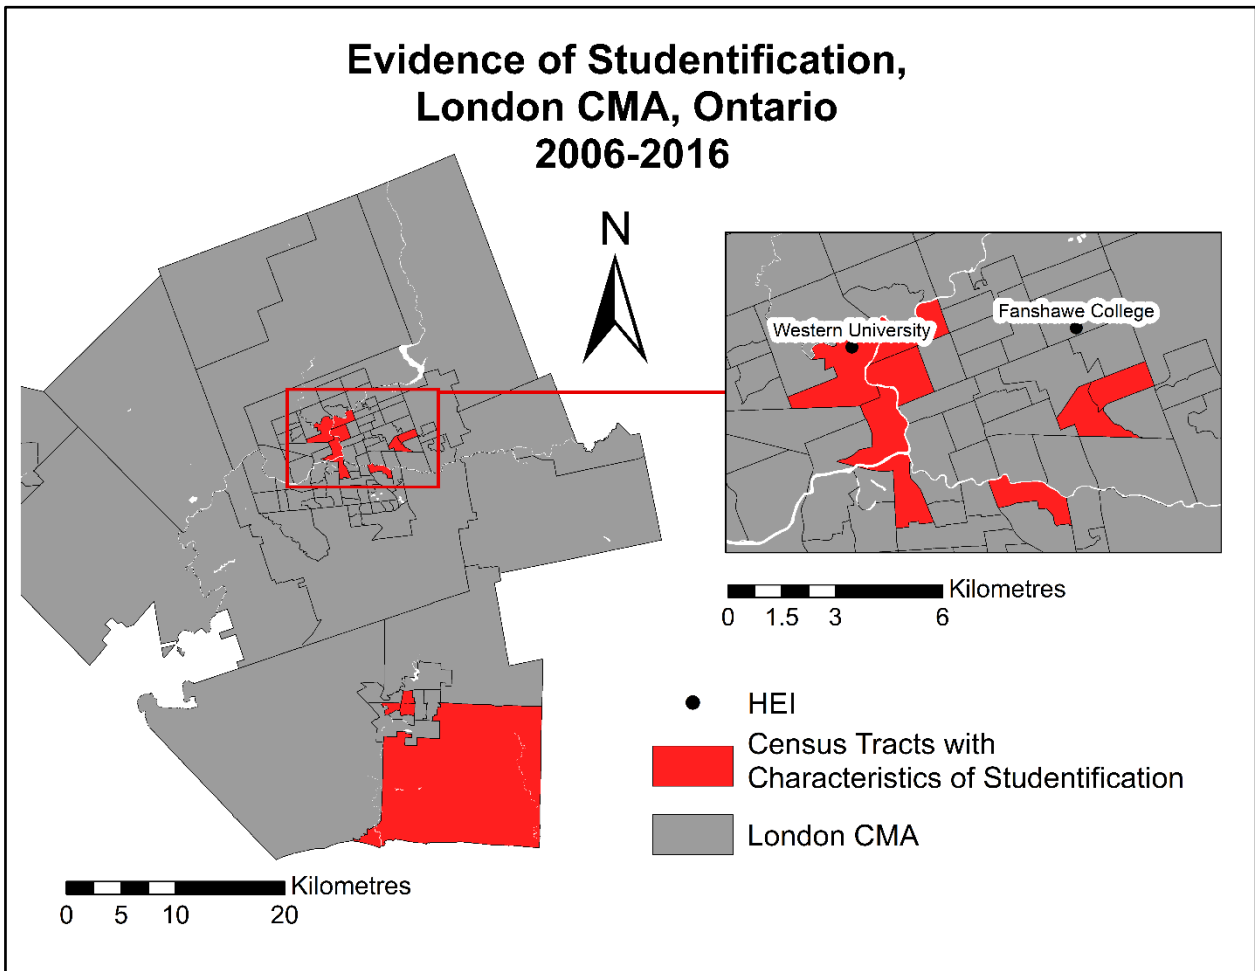 Evidence of Studentification,
London CMA, Ontario
2006-2016
N
Western University
Fanshawe College
Kilometres
0 1.5 3 6
HEI
Census Tracts with
Characteristics of Studentification
London CMA
Kilometres
0 5 10 20